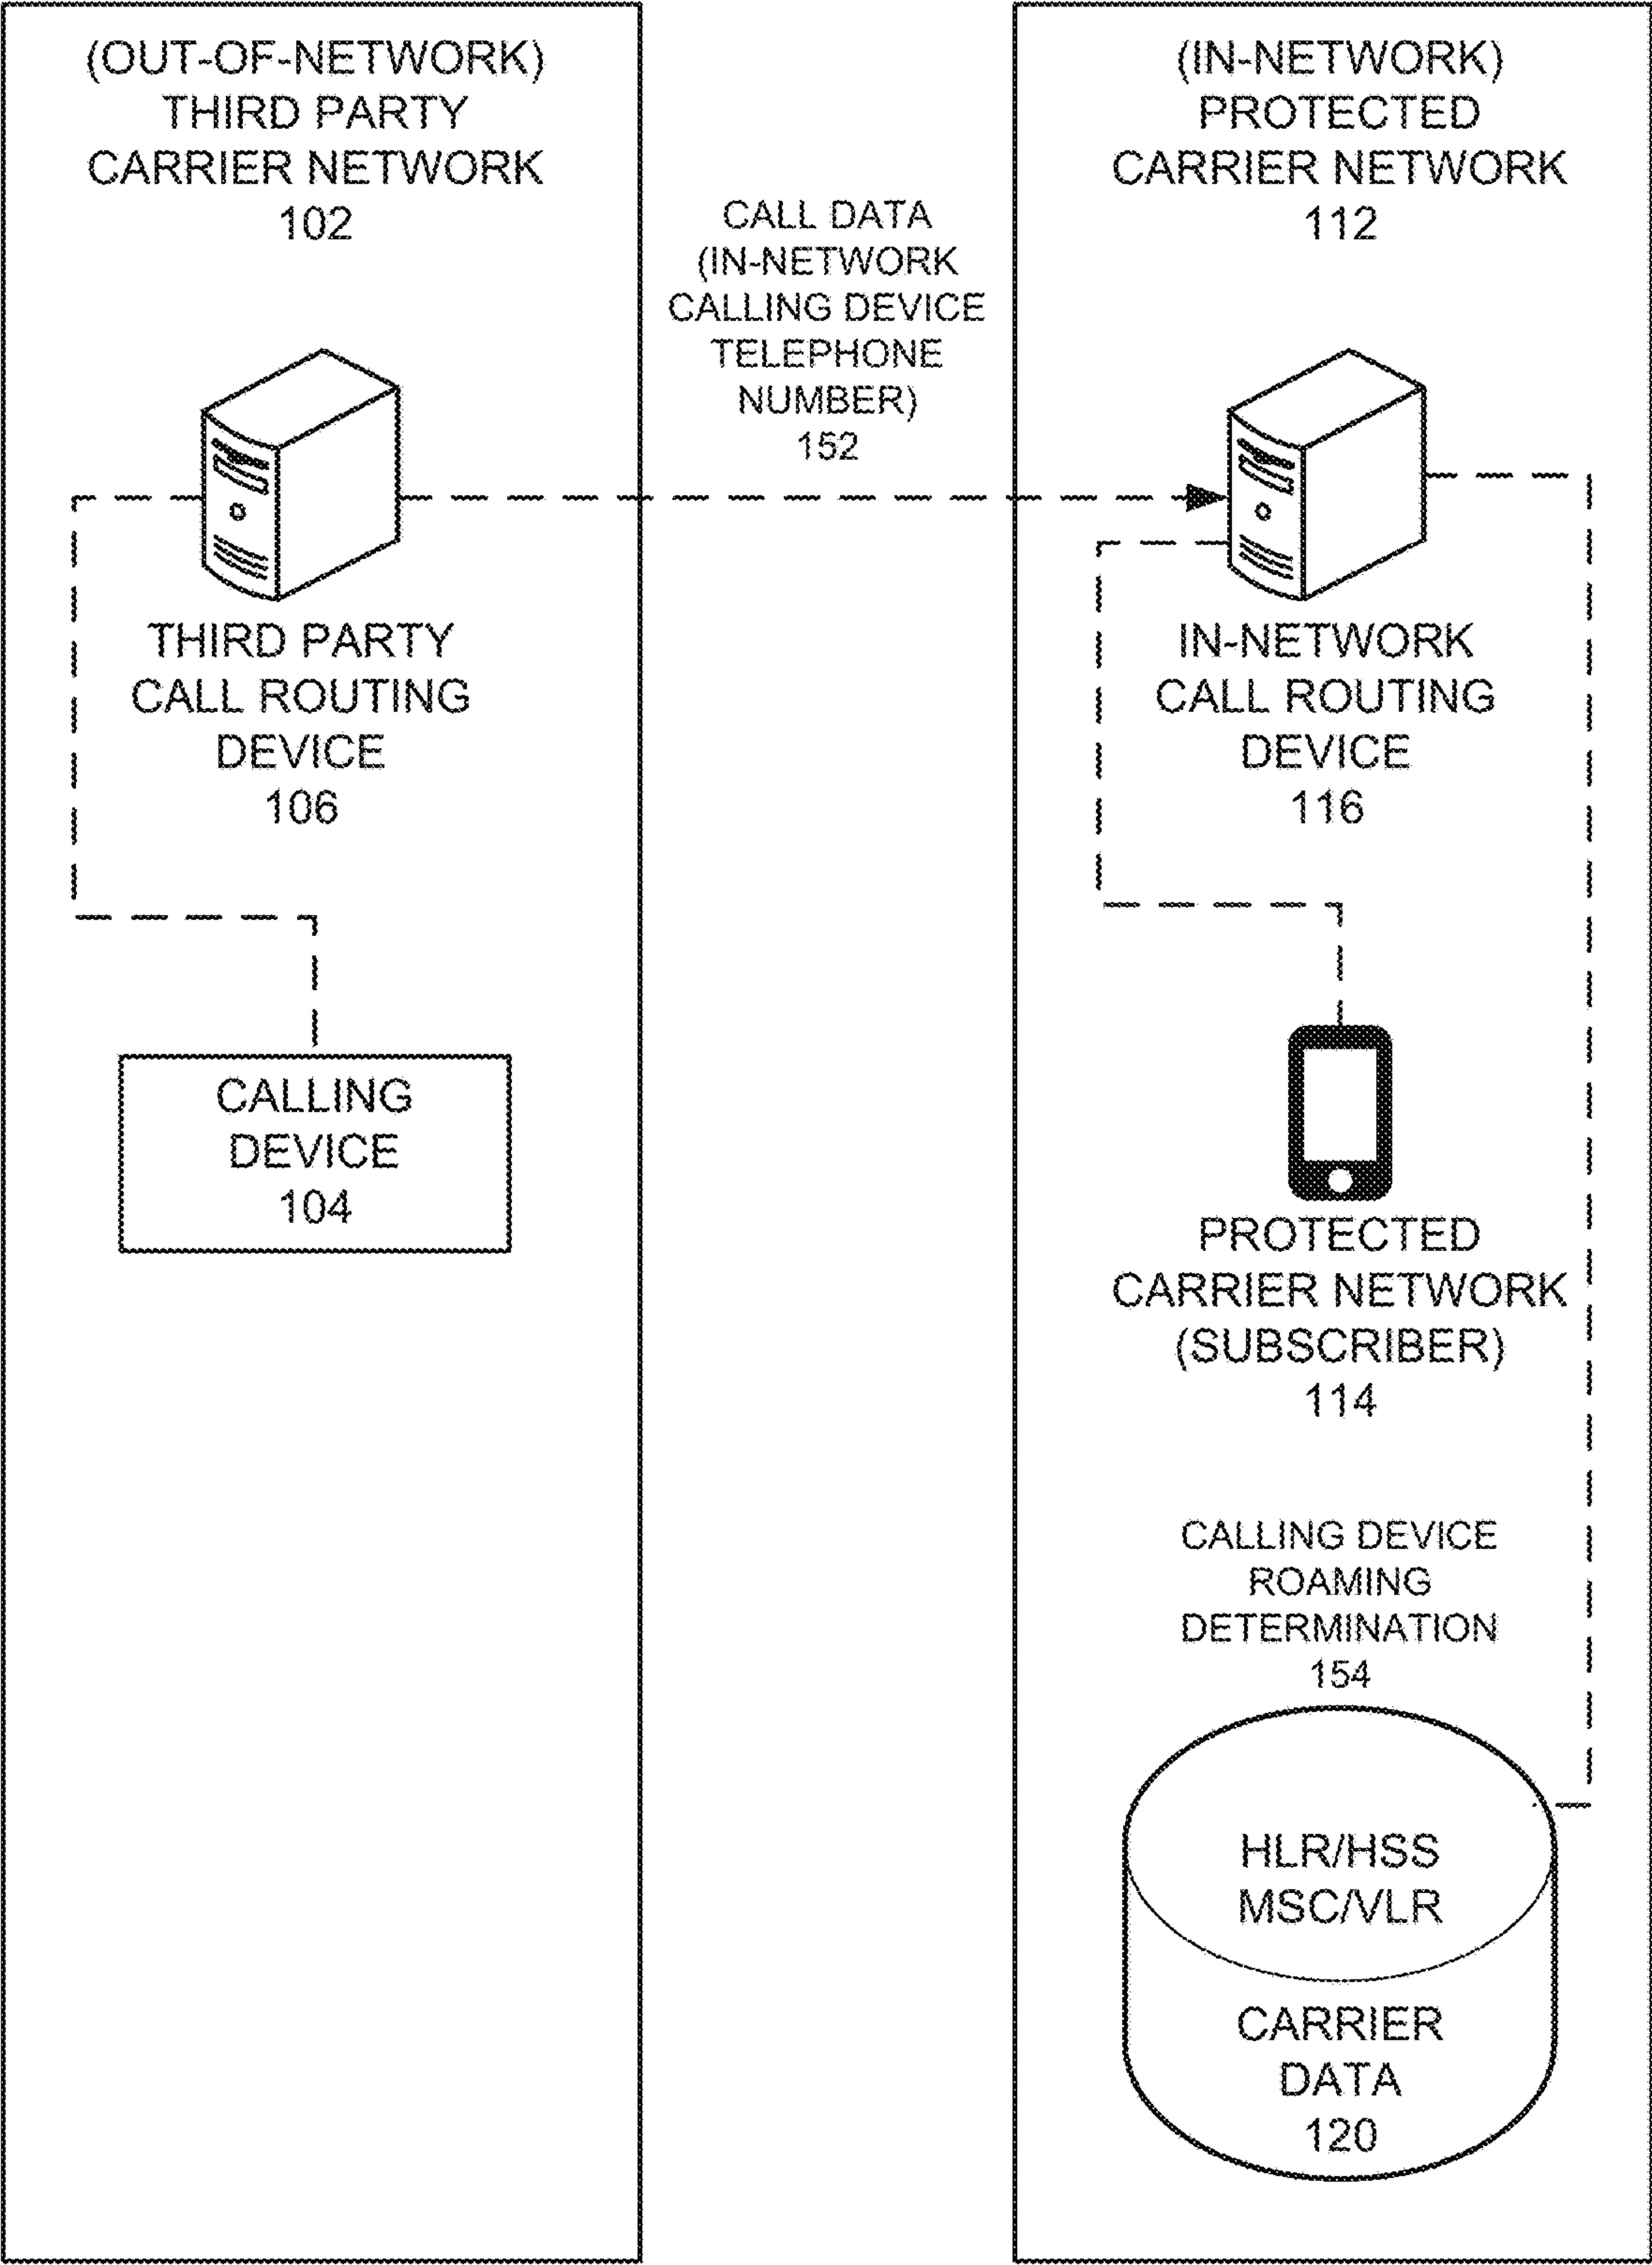 (OUT-OF-NETWORK)
THIRD PARTY
CARRIER NETWORK
102
THIRD PARTY
CALL ROUTING
DEVICE
106
CALLING
DEVICE
104
CALL DATA
(IN-NETWORK
CALLING DEVICE
TELEPHONE
NUMBER)
152
(IN-NETWORK)
PROTECTED
CARRIER NETWORK
112
IN-NETWORK
CALL ROUTING
DEVICE
116
PROTECTED
CARRIER NETWORK
(SUBSCRIBER)
114
CALLING DEVICE
ROAMING
DETERMINATION
154
HLR/HSS
MSC/VLR
CARRIER
DATA
120